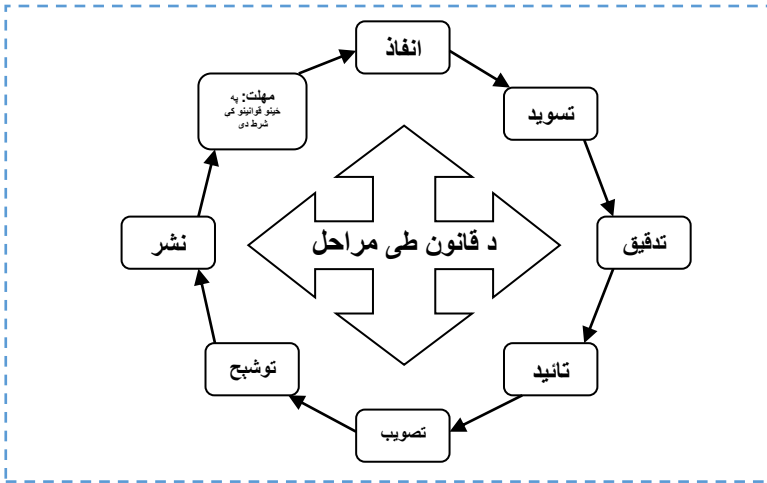 انفاذ
تسوید
تدقیق
تائید
تصویب
توشیح
نشر
مهلت: په
خینو قوانینو کی
شرط دی
د قانون طی مراحل